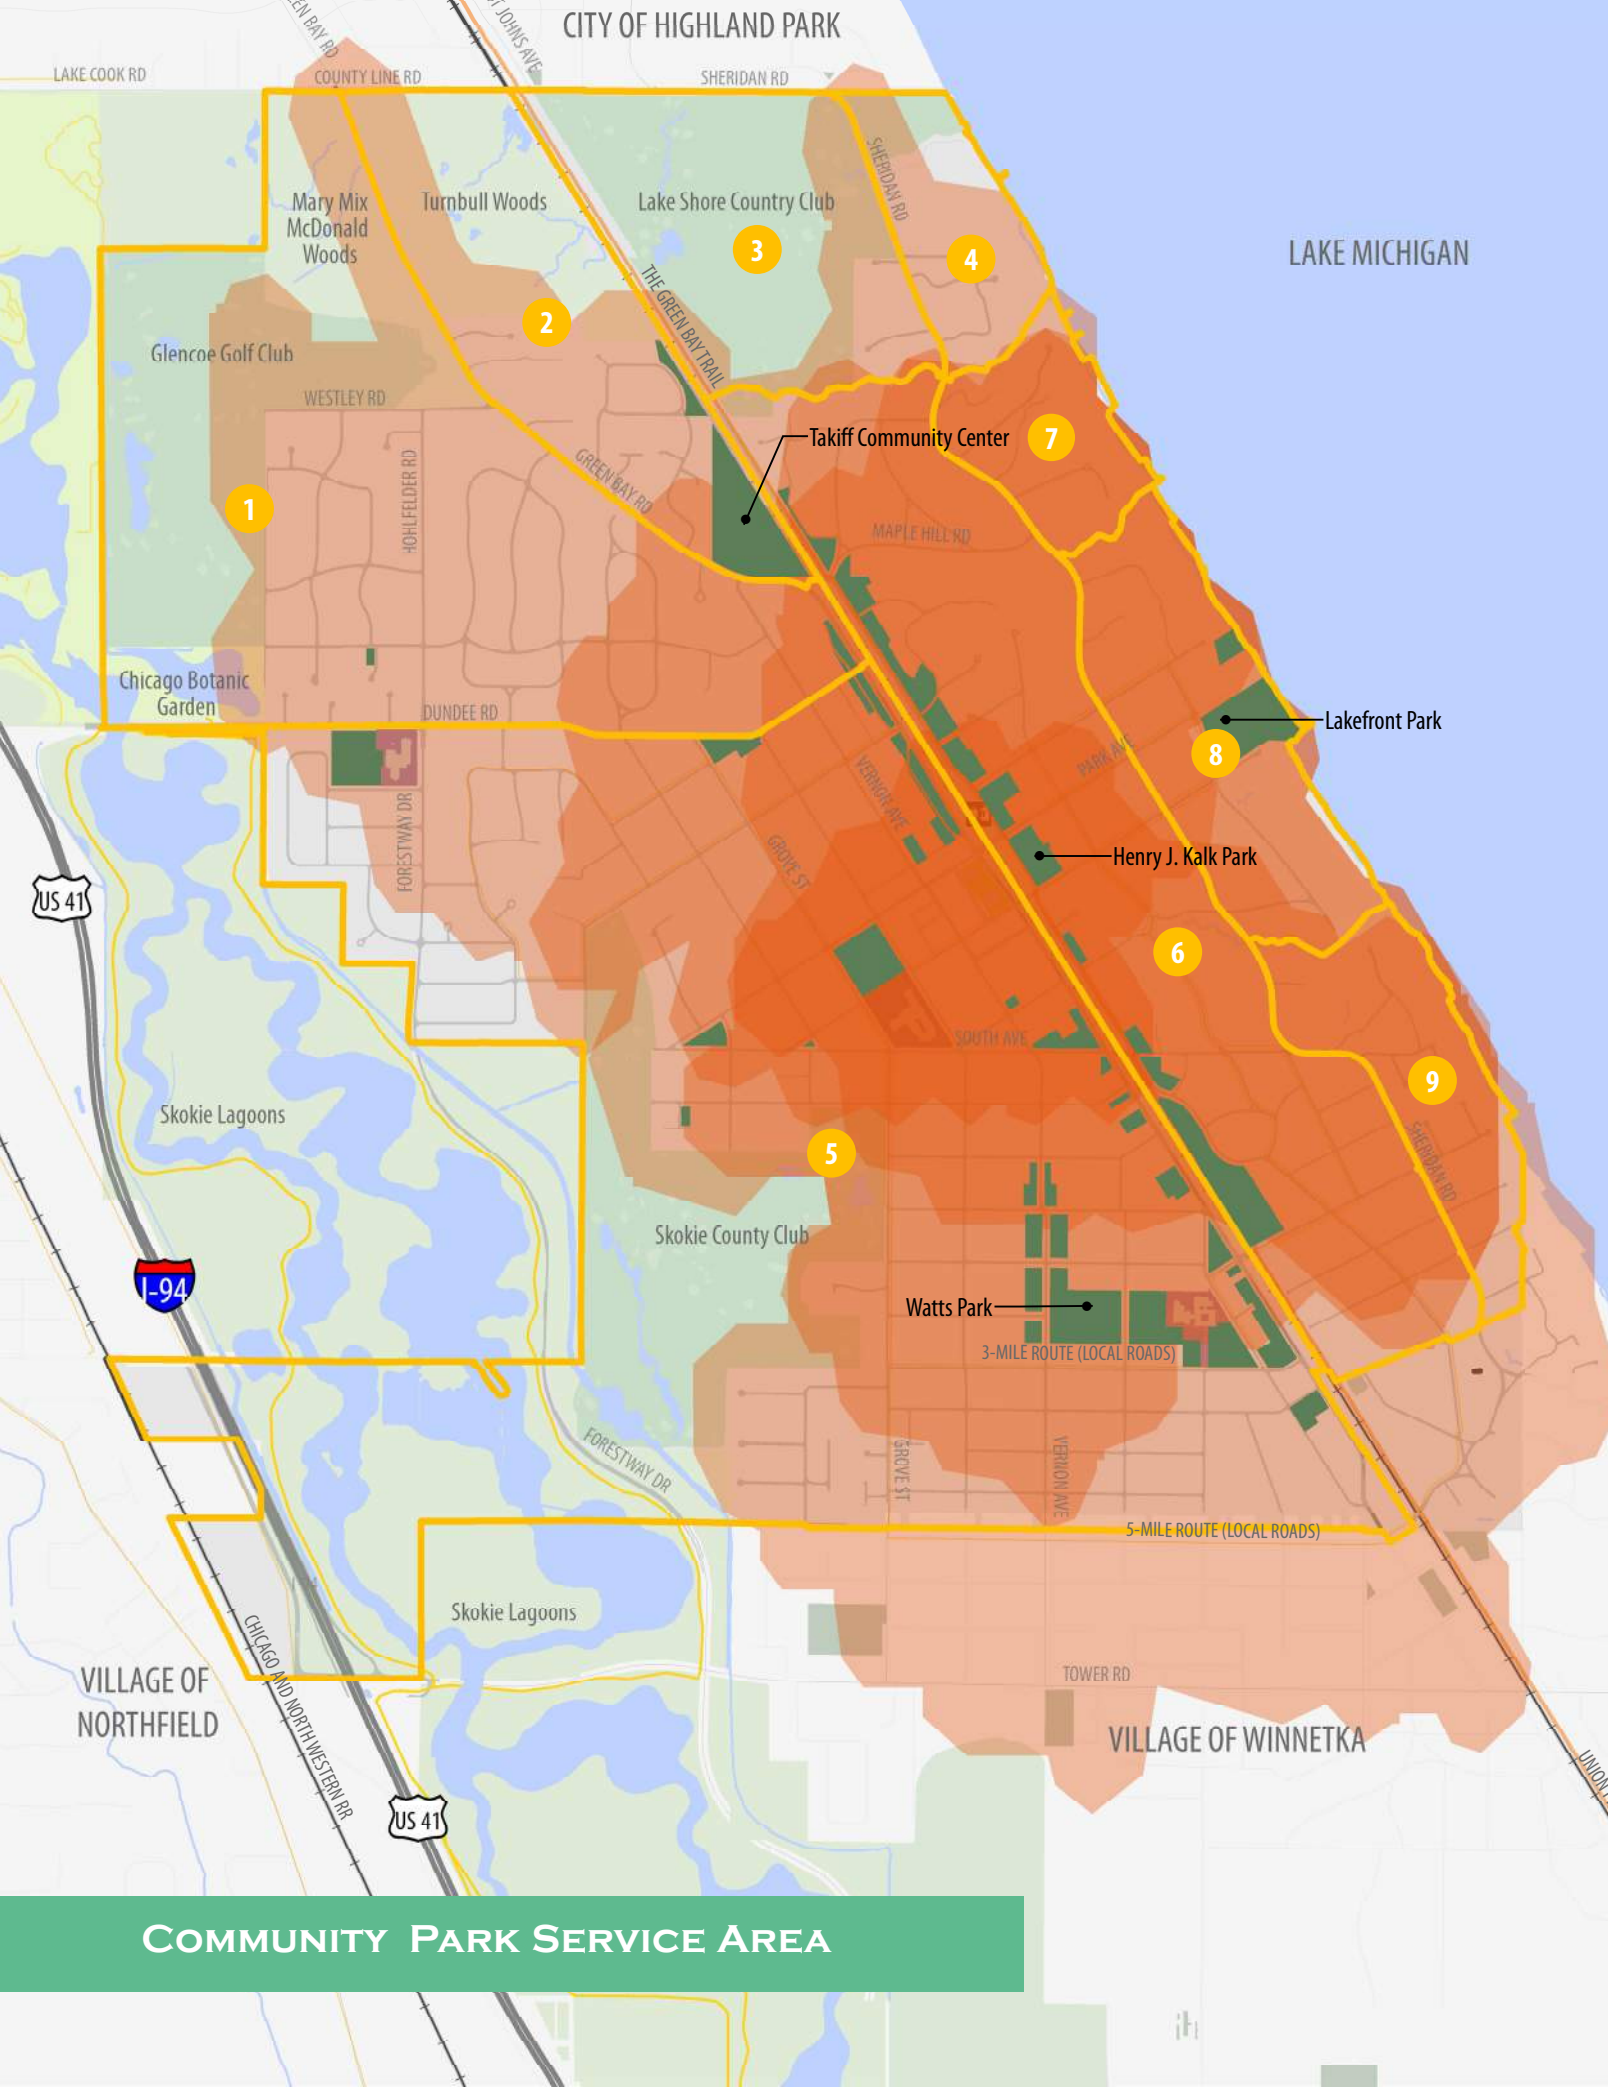 CITY OF HIGHLAND PARK
LAKE COOK RD
COUNTY LINE RD
SHERIDAN RD
SHERIDAN RD
Mary Mix
McDonald
Woods
Turnbull Woods
Lake Shore Country Club
3
4
LAKE MICHIGAN
THE GREEN BAY TRAIL
2
Glencoe Golf Club
WESTLEY RD
Takiff Community Center
7
GREEN BAY RD
HOHLFELDER RD
1
MAPLE HILL RD
Chicago Botanic
Garden
DUNDEE RD
Lakefront Park
8
PARK AVE
VERNON AVE
GROVE ST
FORESTWAY DR
Henry J. Kalk Park
US 41
6
SOUTH AVE
9
Skokie Lagoons
5
SHERIDAN RD
Skokie County Club
I-94
Watts Park
3-MILE ROUTE (LOCAL ROADS)
FORESTWAY DR
GROVE ST
VERNON AVE
5-MILE ROUTE (LOCAL ROADS)
Skokie Lagoons
CHICAGO AND NORTH WESTERN RR
VILLAGE OF
NORTHFIELD
TOWER RD
VILLAGE OF WINNETKA
UNION
US 41
COMMUNITY PARK SERVICE AREA